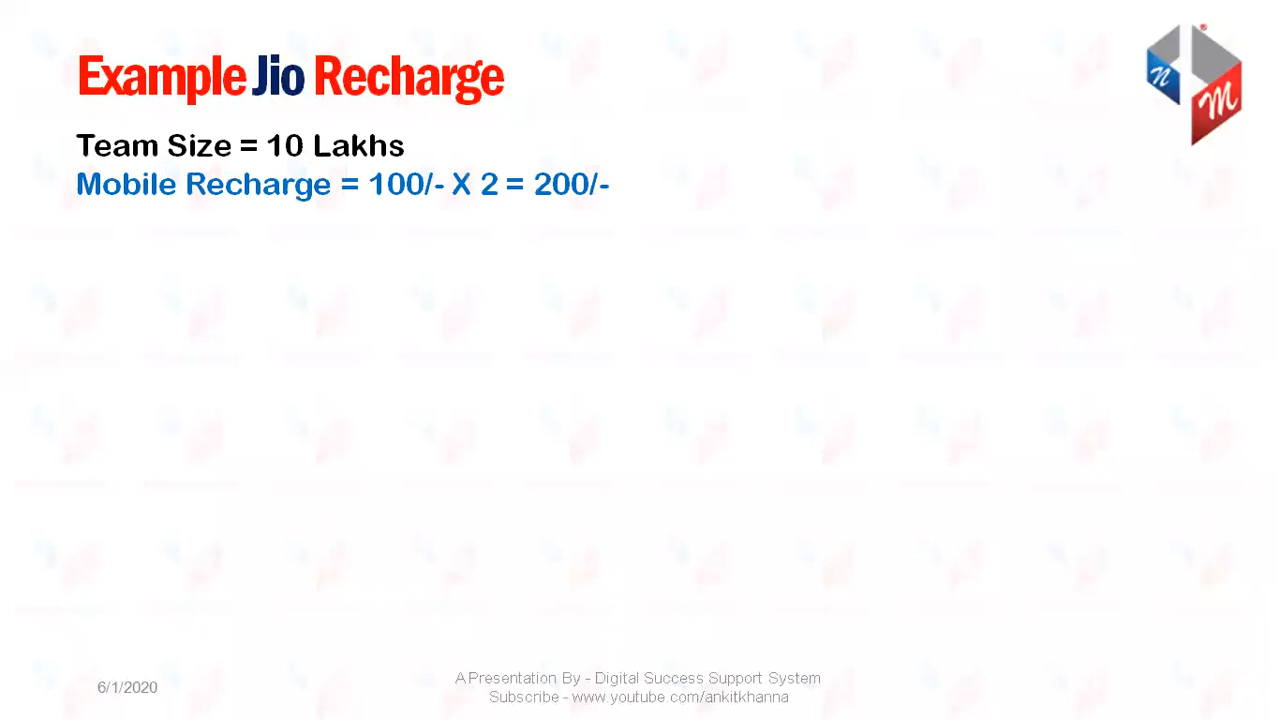 Example Jio Recharge
Team Size = 10 Lakhs
Mobile Recharge = 100/- X 2 = 200/-
n M ®
6/1/2020
A Presentation By - Digital Success Support System
Subscribe - www.youtube.com/ankitkhanna